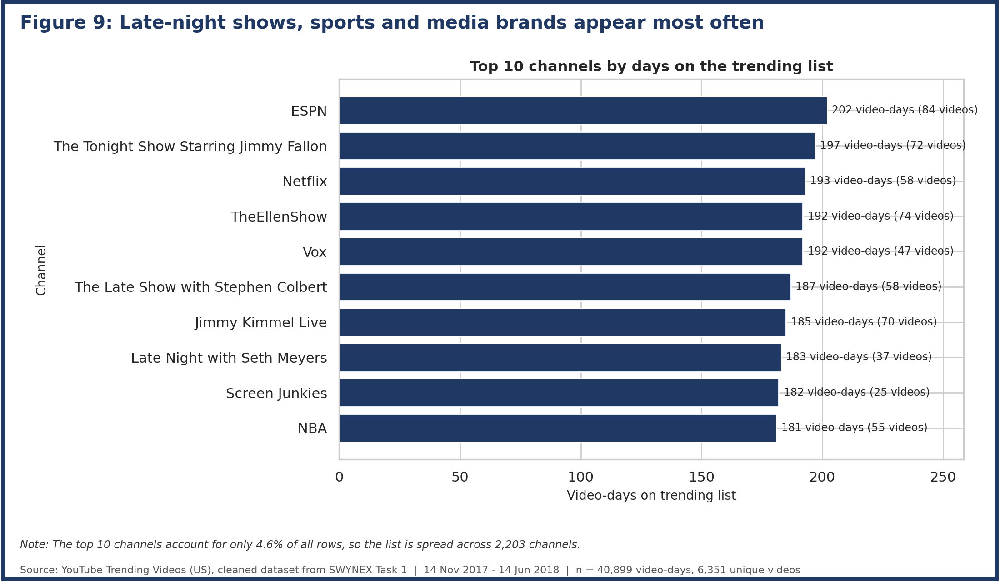 Figure 9: Late-night shows, sports and media brands appear most often
Top 10 channels by days on the trending list
Channel
ESPN 202 video-days (84 videos)
The Tonight Show Starring Jimmy Fallon 197 video-days (72 videos)
Netflix 193 video-days (58 videos)
TheEllenShow 192 video-days (74 videos)
Vox 192 video-days (47 videos)
The Late Show with Stephen Colbert 187 video-days (58 videos)
Jimmy Kimmel Live 185 video-days (70 videos)
Late Night with Seth Meyers 183 video-days (37 videos)
Screen Junkies 182 video-days (25 videos)
NBA 181 video-days (55 videos)
0 50 100 150 200 250
Video-days on trending list
Note: The top 10 channels account for only 4.6% of all rows, so the list is spread across 2,203 channels.
Source: YouTube Trending Videos (US), cleaned dataset from SWYNEX Task 1 | 14 Nov 2017 - 14 Jun 2018 | n = 40,899 video-days, 6,351 unique videos